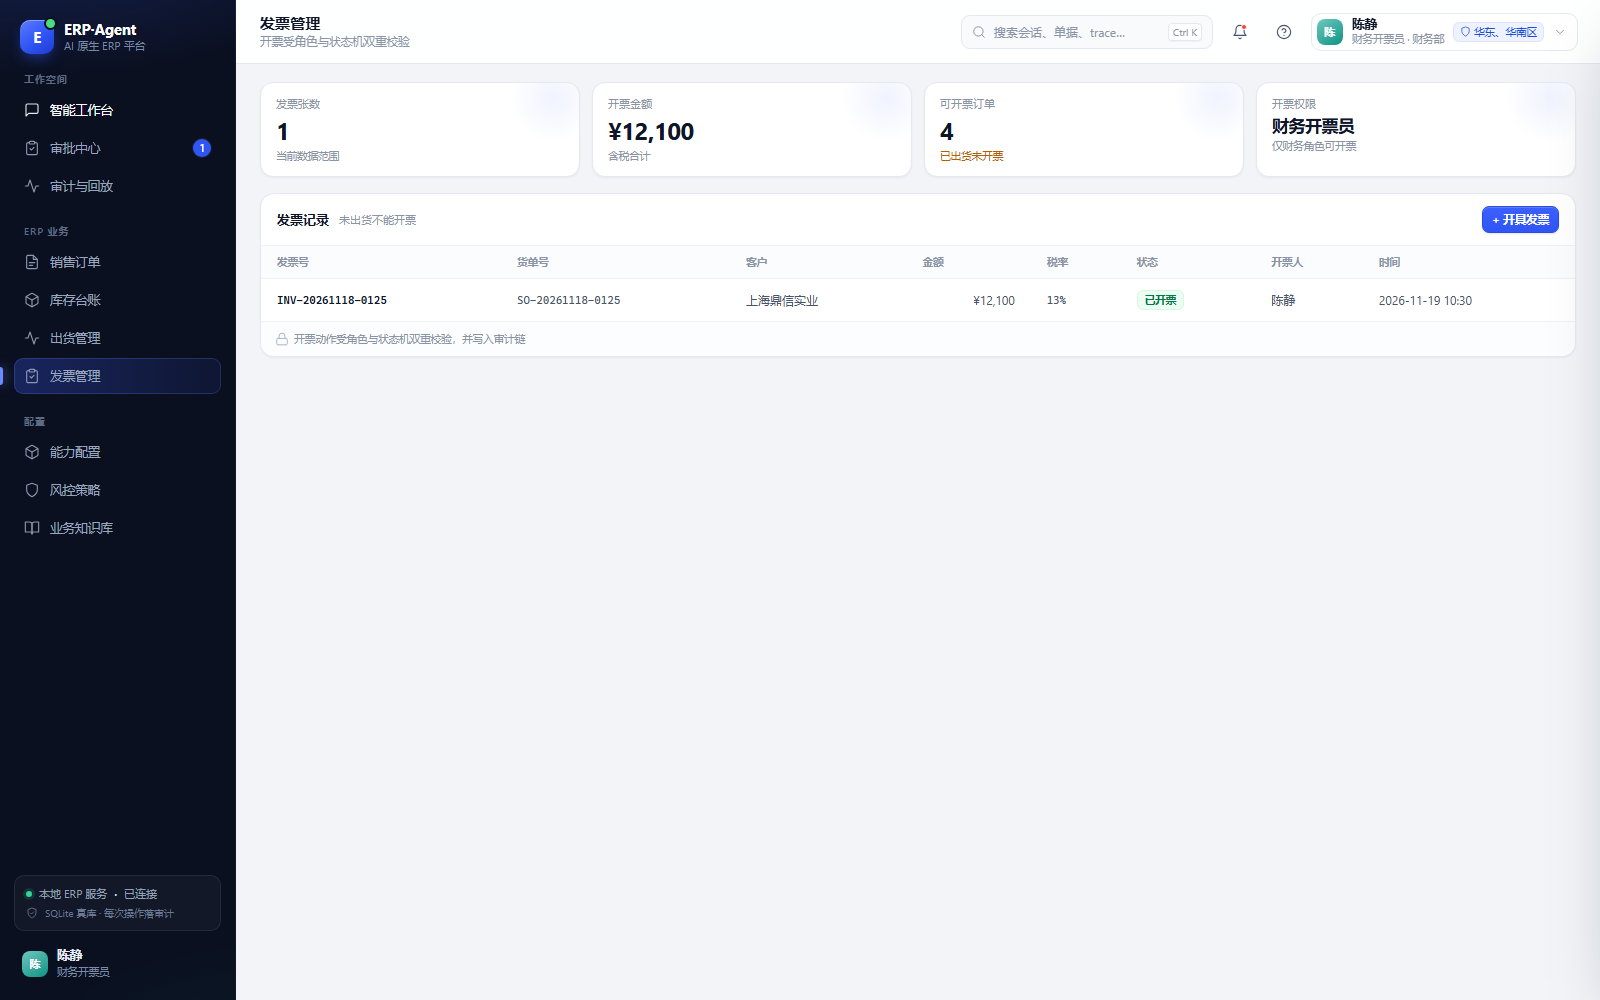 E
ERP-Agent
AI 原生 ERP 平台
工作空间
智能工作台
审批中心
1
审计与回放
ERP 业务
销售订单
库存台账
出货管理
发票管理
配置
能力配置
风控策略
业务知识库
本地 ERP 服务 · 已连接
SQLite 真库 · 每次操作落审计
陈
陈静
财务开票员
发票管理
开票受角色与状态机双重校验
搜索会话、单据、trace...
Ctrl K
陈
陈静
财务开票员 · 财务部
华东、华南区
发票张数
1
当前数据范围
开票金额
¥12,100
含税合计
可开票订单
4
已出货未开票
开票权限
财务开票员
仅财务角色可开票
发票记录 未出货不能开票
+ 开具发票
发票号 货单号 客户 金额 税率 状态 开票人 时间
INV-20261118-0125 SO-20261118-0125 上海鼎信实业 ¥12,100 13% 已开票 陈静 2026-11-19 10:30
开票动作受角色与状态机双重校验，并写入审计链